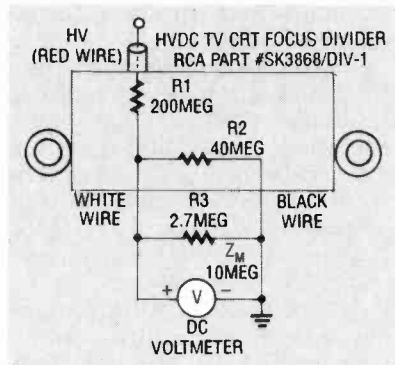 HV
(RED WIRE)
HVDC TV CRT FOCUS DIVIDER
RCA PART #SK3868/DIV-1
R1
200MEG
R2
40MEG
WHITE
WIRE
R3
2.7MEG
BLACK
WIRE
ZM
10MEG
+ V −
DC
VOLTMETER